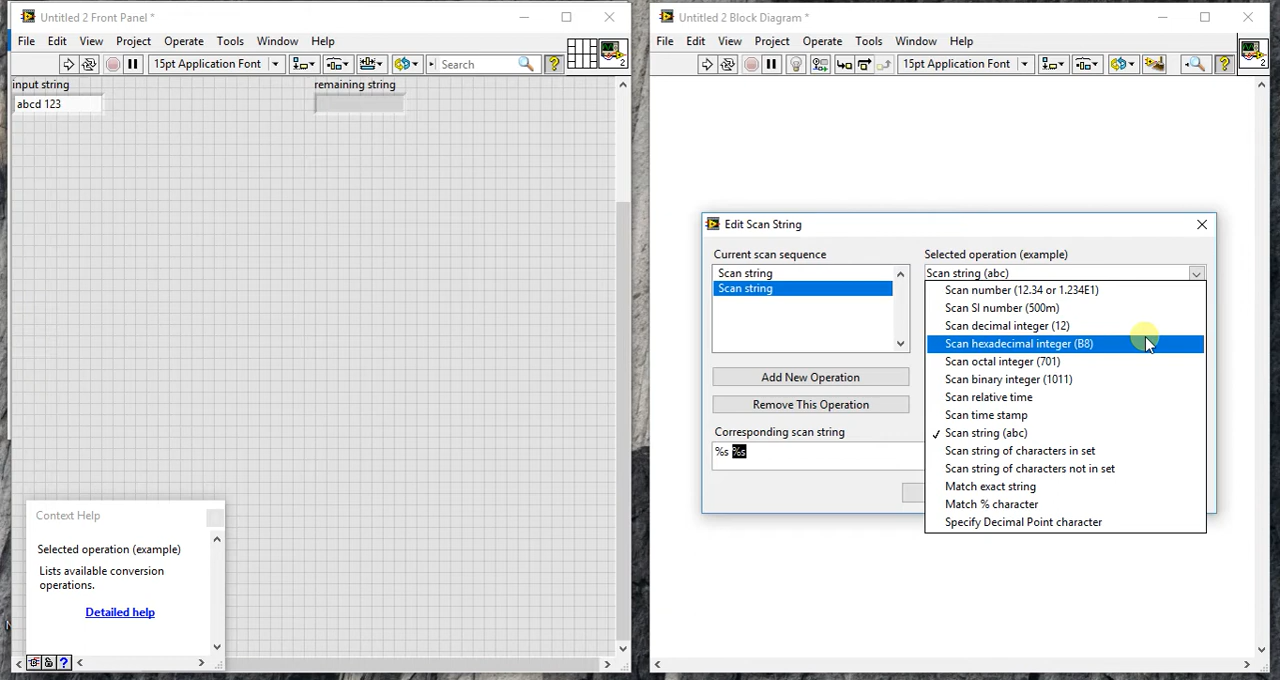 Untitled 2 Front Panel *
File Edit View Project Operate Tools Window Help
15pt Application Font
Search
2
input string
abcd 123
remaining string
Context Help
Selected operation (example)
Lists available conversion
operations.
Detailed help
Untitled 2 Block Diagram *
File Edit View Project Operate Tools Window Help
15pt Application Font
2
Edit Scan String
Current scan sequence
Scan string
Scan string
Add New Operation
Remove This Operation
Corresponding scan string
%s %s
Selected operation (example)
Scan string (abc)
Scan number (12.34 or 1.234E1)
Scan SI number (500m)
Scan decimal integer (12)
Scan hexadecimal integer (B8)
Scan octal integer (701)
Scan binary integer (1011)
Scan relative time
Scan time stamp
Scan string (abc)
Scan string of characters in set
Scan string of characters not in set
Match exact string
Match % character
Specify Decimal Point character